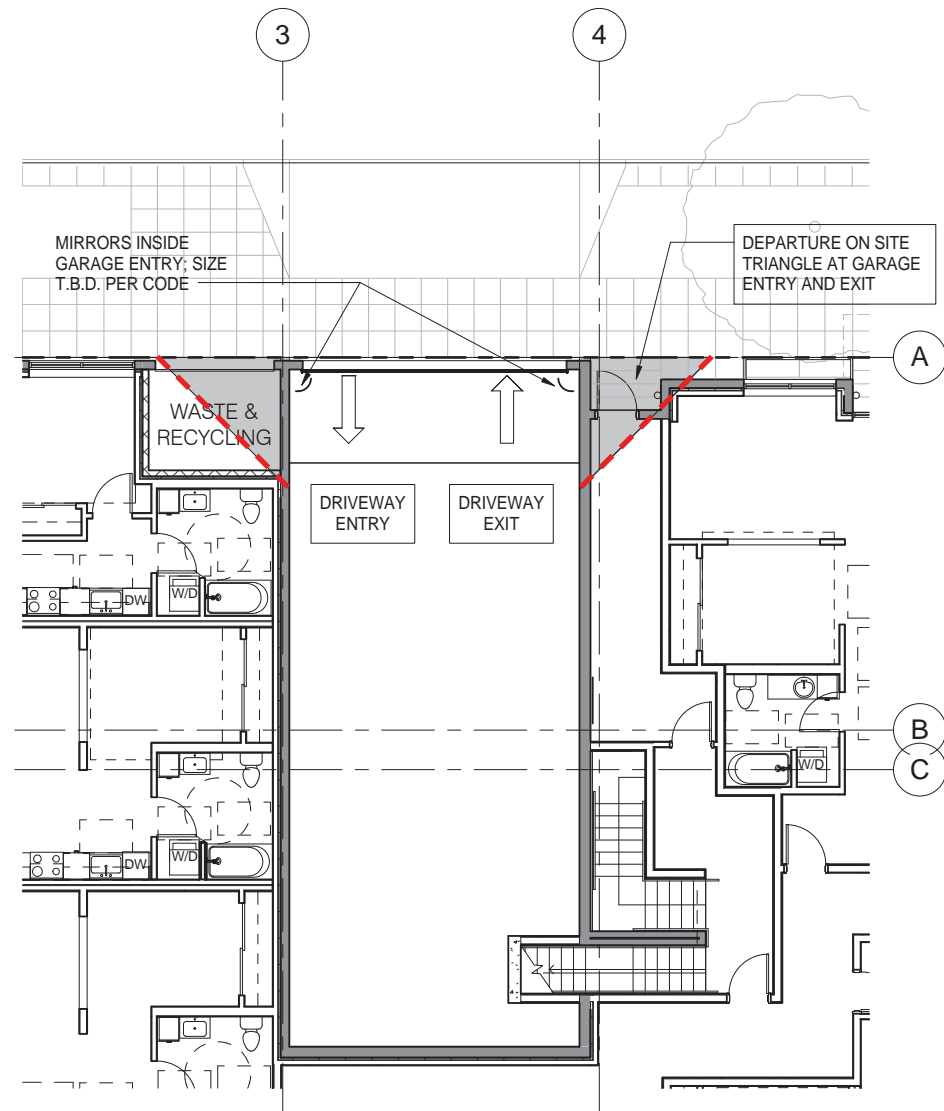 3
4
MIRRORS INSIDE
GARAGE ENTRY; SIZE
T.B.D. PER CODE
DEPARTURE ON SITE
TRIANGLE AT GARAGE
ENTRY AND EXIT
A
WASTE &
RECYCLING
DRIVEWAY
ENTRY
DRIVEWAY
EXIT
W/D
DW
B
C
W/D
W/D
DW
N